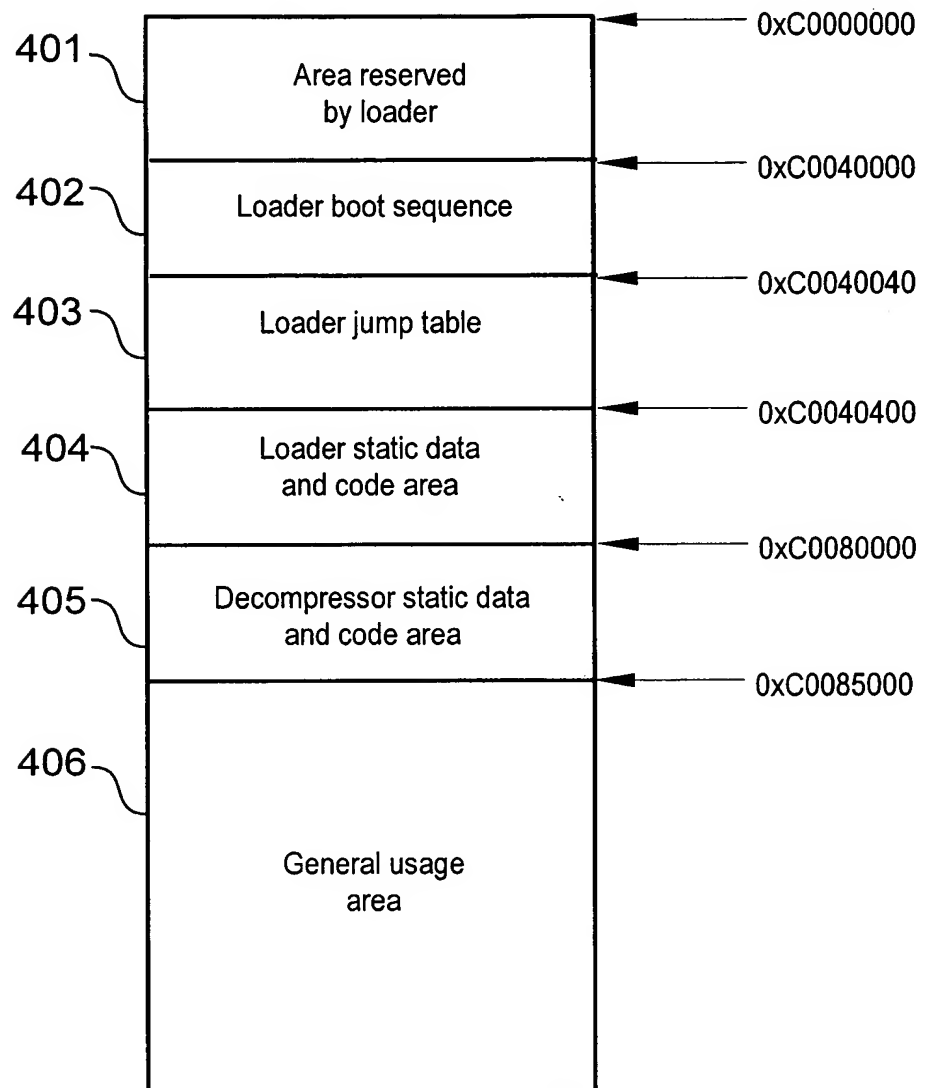 0xC0000000
401
Area reserved
by loader
0xC0040000
402
Loader boot sequence
0xC0040040
403
Loader jump table
0xC0040400
404
Loader static data
and code area
0xC0080000
405
Decompressor static data
and code area
0xC0085000
406
General usage
area